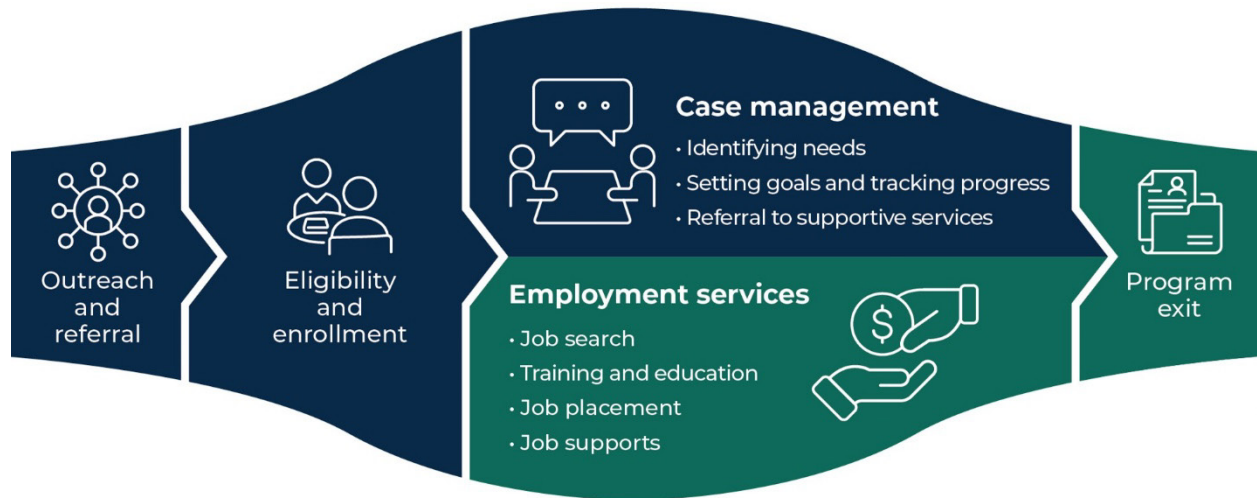 Outreach
and
referral
Eligibility
and
enrollment
Case management
· Identifying needs
· Setting goals and tracking progress
· Referral to supportive services
Employment services
· Job search
· Training and education
· Job placement
· Job supports
$
Program
exit